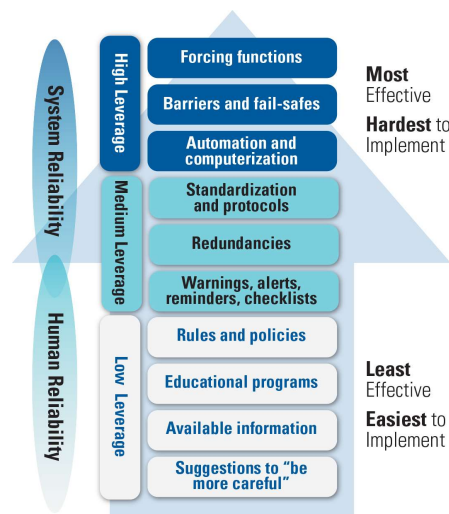 System Reliability
Human Reliability
High Leverage
Forcing functions
Barriers and fail-safes
Automation and
computerization
Medium Leverage
Standardization
and protocols
Redundancies
Warnings, alerts,
reminders, checklists
Low Leverage
Rules and policies
Educational programs
Available information
Suggestions to “be
more careful”
Most
Effective
Hardest to
Implement
Least
Effective
Easiest to
Implement